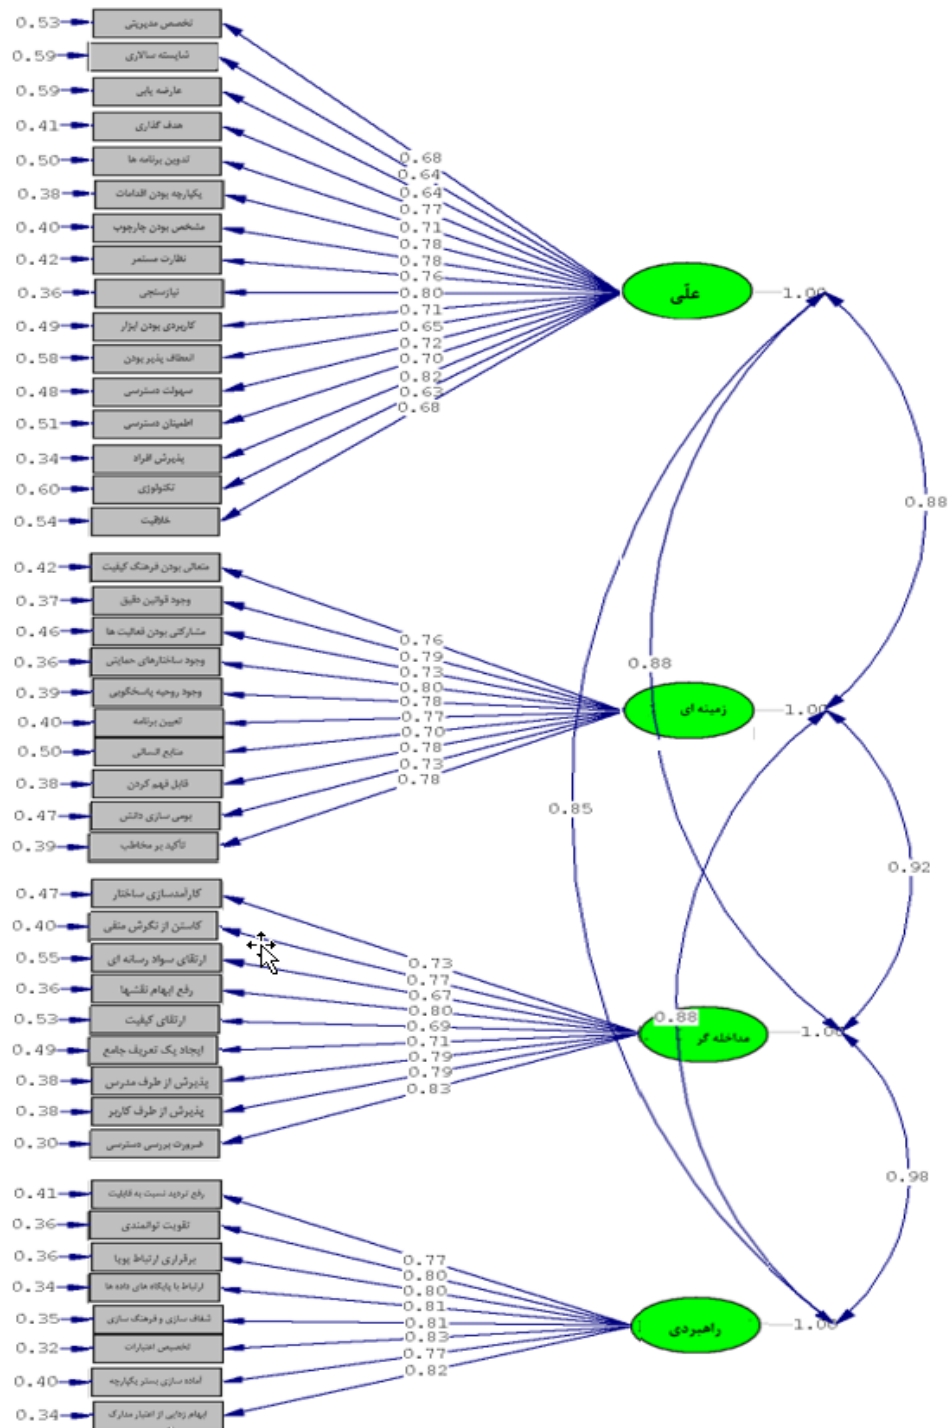 0.53 تخصص مدیریتی
0.59 شایسته سالاری
0.59 عارضه یابی
0.41 هدف گذاری
0.50 تدوین برنامه ها
0.38 یکپارچه بودن اقدامات
0.40 مشخص بودن چارچوب
0.42 نظارت مستمر
0.36 نیازسنجی
0.49 کاربردی بودن ابزار
0.58 انعطاف پذیر بودن
0.48 سهولت دسترسی
0.51 اطمینان دسترسی
0.34 پذیرش افراد
0.60 تکنولوژی
0.54 خلاقیت
0.68
0.64
0.64
0.77
0.71
0.78
0.78
0.76
0.80
0.71
0.65
0.72
0.70
0.82
0.63
0.68
علّی
1.00
0.42 متعالی بودن فرهنگ کیفیت
0.37 وجود قوانین دقیق
0.46 مشارکتی بودن فعالیت ها
0.36 وجود ساختارهای حمایتی
0.39 وجود روحیه پاسخگویی
0.40 تعیین برنامه
0.50 منابع انسانی
0.38 قابل فهم کردن
0.47 بومی سازی دانش
0.39 تأکید بر مخاطب
0.76
0.79
0.73
0.80
0.78
0.77
0.70
0.78
0.73
0.78
زمینه ای
1.00
0.47 کارآمدسازی ساختار
0.40 کاستن از نگرش منفی
0.55 ارتقای سواد رسانه ای
0.36 رفع ابهام نقشها
0.53 ارتقای کیفیت
0.49 ایجاد یک تعریف جامع
0.38 پذیرش از طرف مدرس
0.38 پذیرش از طرف کاربر
0.30 ضرورت بررسی دسترسی
0.73
0.77
0.67
0.80
0.69
0.71
0.79
0.79
0.83
مداخله گر
1.00
0.41 رفع تردید نسبت به قابلیت
0.36 تقویت توانمندی
0.36 برقراری ارتباط پویا
0.34 ارتباط با پایگاه های داده ها
0.35 شفاف سازی و فرهنگ سازی
0.32 تخصیص اعتبارات
0.40 آماده سازی بستر یکپارچه
0.34 ابهام زدایی از اعتبار مدارک
0.77
0.80
0.80
0.81
0.81
0.83
0.77
0.82
راهبردی
1.00
0.88
0.88
0.85
0.92
0.88
0.98